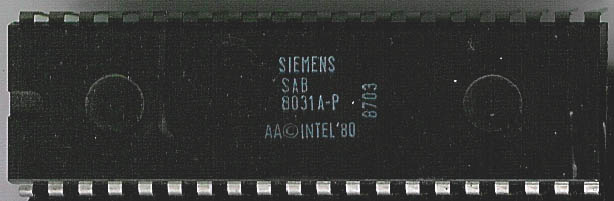 SIEMENS
SAB
8031A-P
8703
AA©INTEL'80